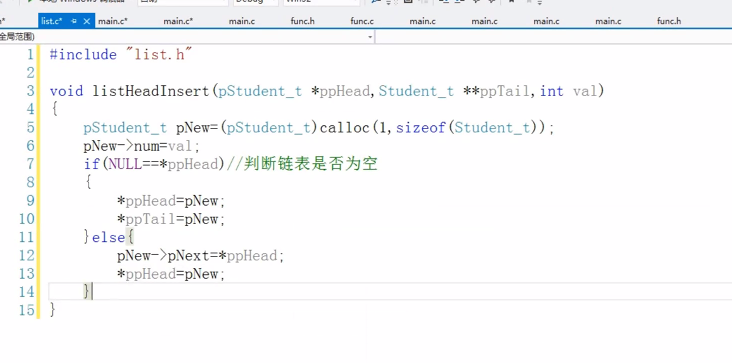 list.c* main.c* main.c* main.c func.h func.c main.c main.c main.c main.c func.h
全局范围)
1 #include "list.h"
2
3 void listHeadInsert(pStudent_t *ppHead,Student_t **ppTail,int val)
4 {
5 pStudent_t pNew=(pStudent_t)calloc(1,sizeof(Student_t));
6 pNew->num=val;
7 if(NULL==*ppHead)//判断链表是否为空
8 {
9 *ppHead=pNew;
10 *ppTail=pNew;
11 }else{
12 pNew->pNext=*ppHead;
13 *ppHead=pNew;
14 }
15 }